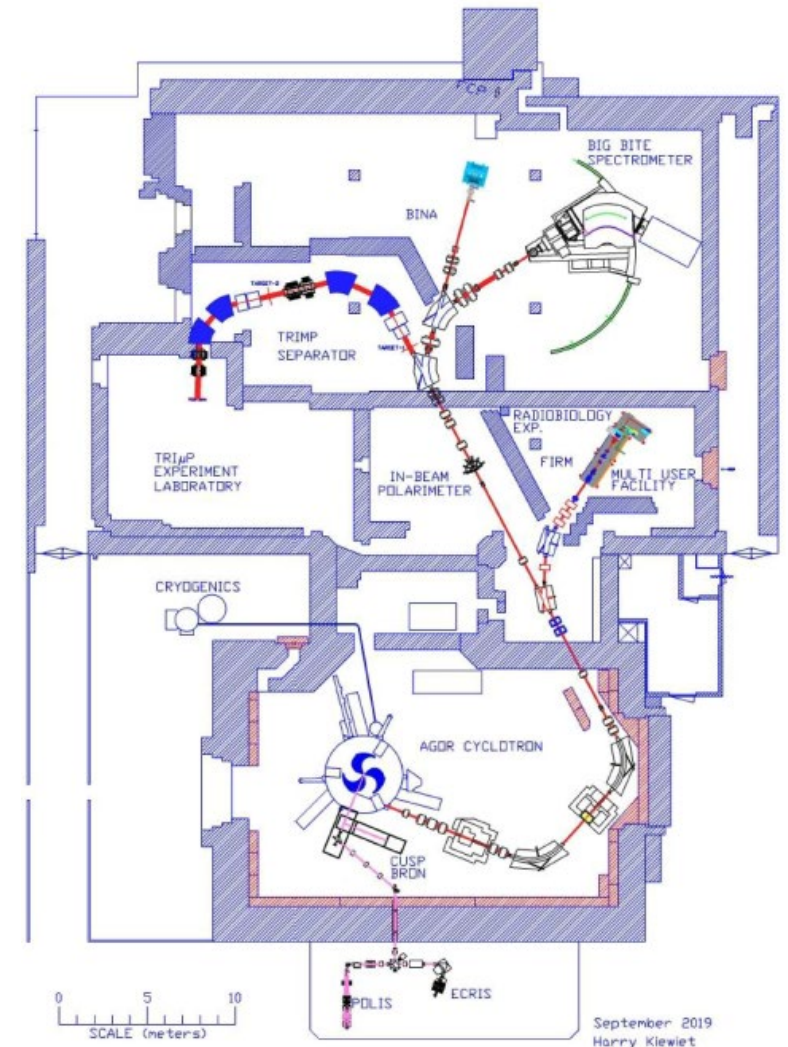 BIG BITE
SPECTROMETER
BINA
TARGET-2
TRIMP
SEPARATOR
TARGET-1
RADIOBIOLOGY
EXP.
FIRM
MULTI USER
FACILITY
TRIµP
EXPERIMENT
LABORATORY
IN-BEAM
POLARIMETER
CRYOGENICS
AGOR CYCLOTRON
CUSP
BRON
POLIS
ECRIS
0 5 10
SCALE (meters)
September 2019
Harry Kiewiet